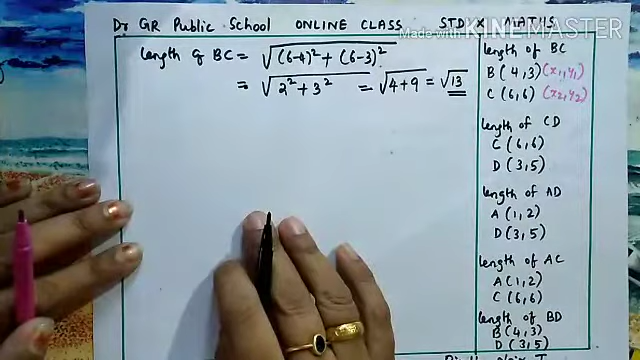 Dr GR Public School ONLINE CLASS STD X MATHS
Made with KINEMASTER
length of BC = √(6-4)² + (6-3)²
= √2² + 3² = √4+9 = √13
length of BC
B(4,3) (x₁,y₁)
C(6,6) (x₂,y₂)
length of CD
C(6,6)
D(3,5)
length of AD
A(1,2)
D(3,5)
length of AC
A(1,2)
C(6,6)
length of BD
B(4,3)
D(3,5)